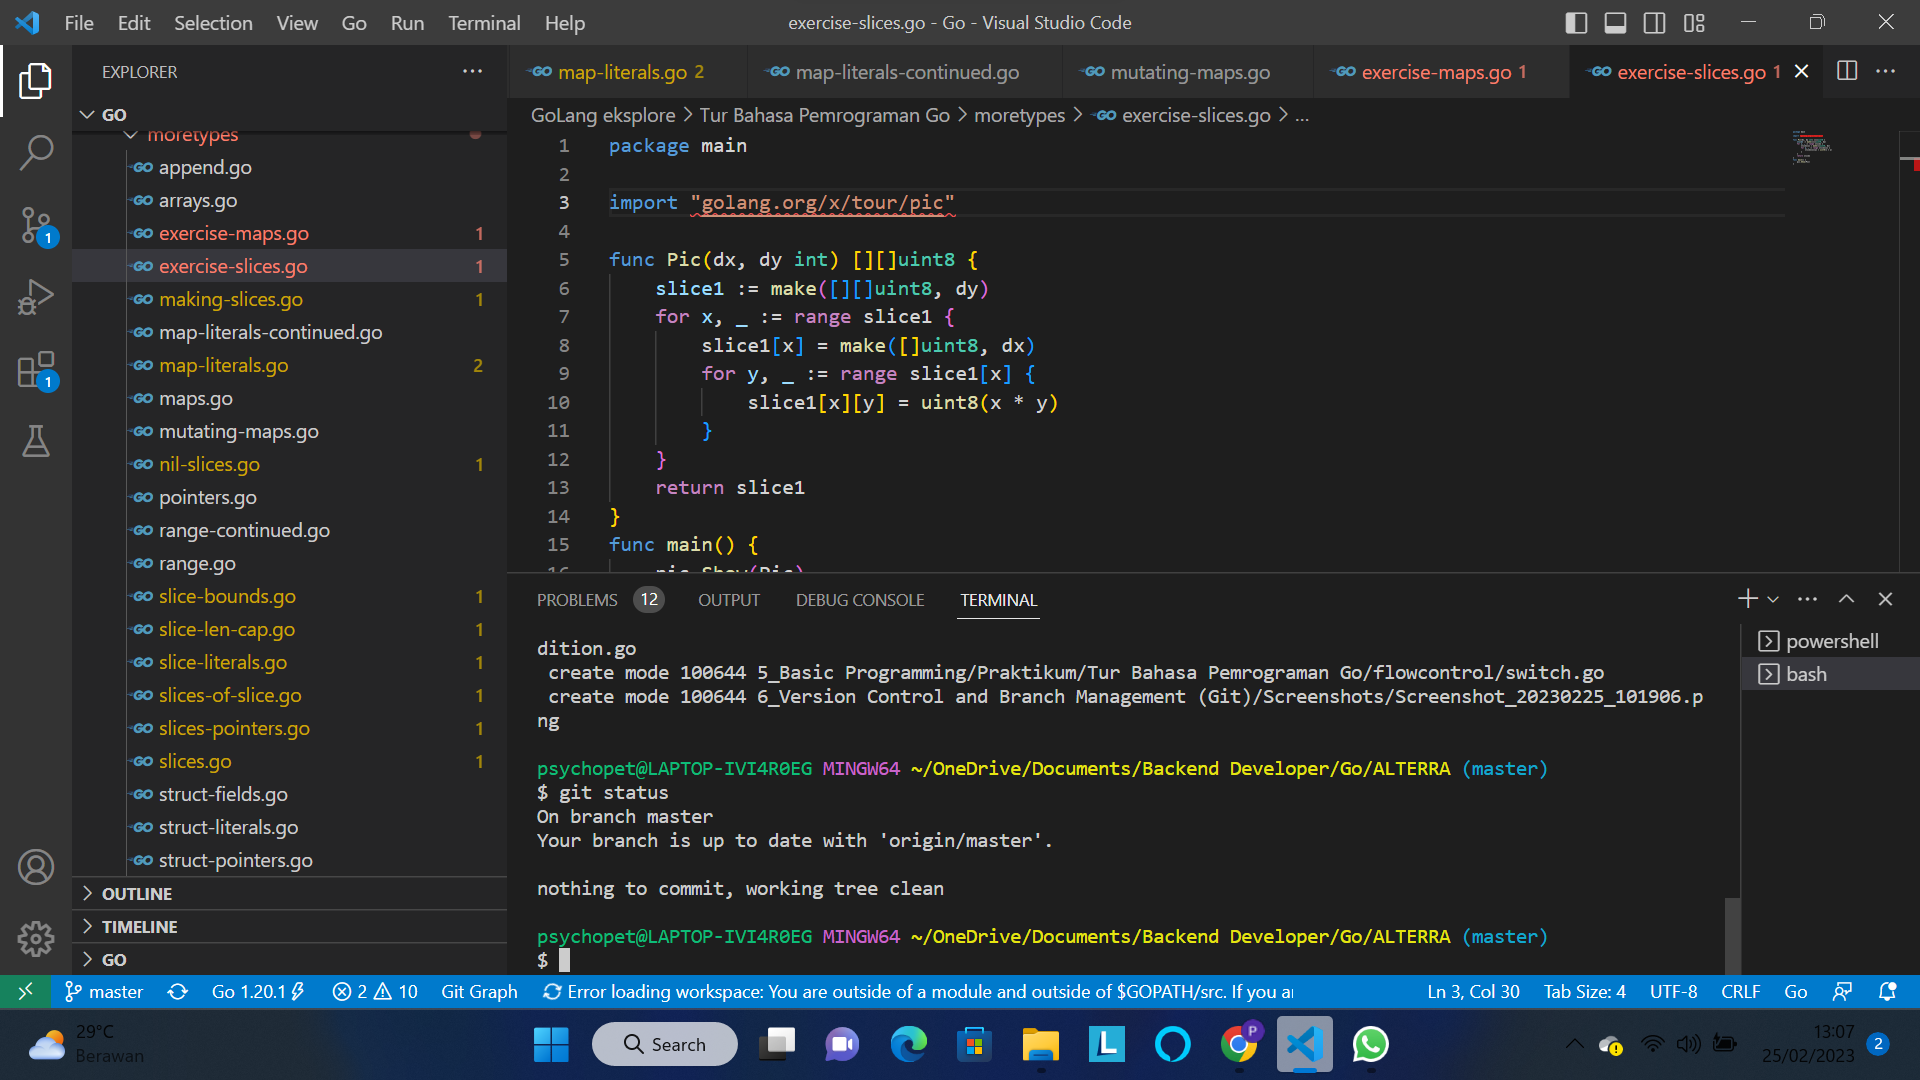 File Edit Selection View Go Run Terminal Help
exercise-slices.go - Go - Visual Studio Code
EXPLORER
GO
moretypes
append.go
arrays.go
exercise-maps.go 1
exercise-slices.go 1
making-slices.go 1
map-literals-continued.go
map-literals.go 2
maps.go
mutating-maps.go
nil-slices.go 1
pointers.go
range-continued.go
range.go
slice-bounds.go 1
slice-len-cap.go 1
slice-literals.go 1
slices-of-slice.go 1
slices-pointers.go 1
slices.go 1
struct-fields.go
struct-literals.go
struct-pointers.go
OUTLINE
TIMELINE
GO
1
1
GO map-literals.go 2
GO map-literals-continued.go
GO mutating-maps.go
GO exercise-maps.go 1
GO exercise-slices.go 1
GoLang eksplore > Tur Bahasa Pemrograman Go > moretypes > GO exercise-slices.go > ...
1 package main
2
3 import "golang.org/x/tour/pic"
4
5 func Pic(dx, dy int) [][]uint8 {
6 slice1 := make([][]uint8, dy)
7 for x, _ := range slice1 {
8 slice1[x] = make([]uint8, dx)
9 for y, _ := range slice1[x] {
10 slice1[x][y] = uint8(x * y)
11 }
12 }
13 return slice1
14 }
15 func main() {
16 pic.Show(Pic)
PROBLEMS 12 OUTPUT DEBUG CONSOLE TERMINAL
powershell
bash
dition.go
create mode 100644 5_Basic Programming/Praktikum/Tur Bahasa Pemrograman Go/flowcontrol/switch.go
create mode 100644 6_Version Control and Branch Management (Git)/Screenshots/Screenshot_20230225_101906.p
ng
psychopet@LAPTOP-IVI4R0EG MINGW64 ~/OneDrive/Documents/Backend Developer/Go/ALTERRA (master)
$ git status
On branch master
Your branch is up to date with 'origin/master'.
nothing to commit, working tree clean
psychopet@LAPTOP-IVI4R0EG MINGW64 ~/OneDrive/Documents/Backend Developer/Go/ALTERRA (master)
$
master Go 1.20.1 2 10 Git Graph Error loading workspace: You are outside of a module and outside of $GOPATH/src. If you
Ln 3, Col 30 Tab Size: 4 UTF-8 CRLF Go
29°C
Berawan
Search
L
P
13:07
25/02/2023
2